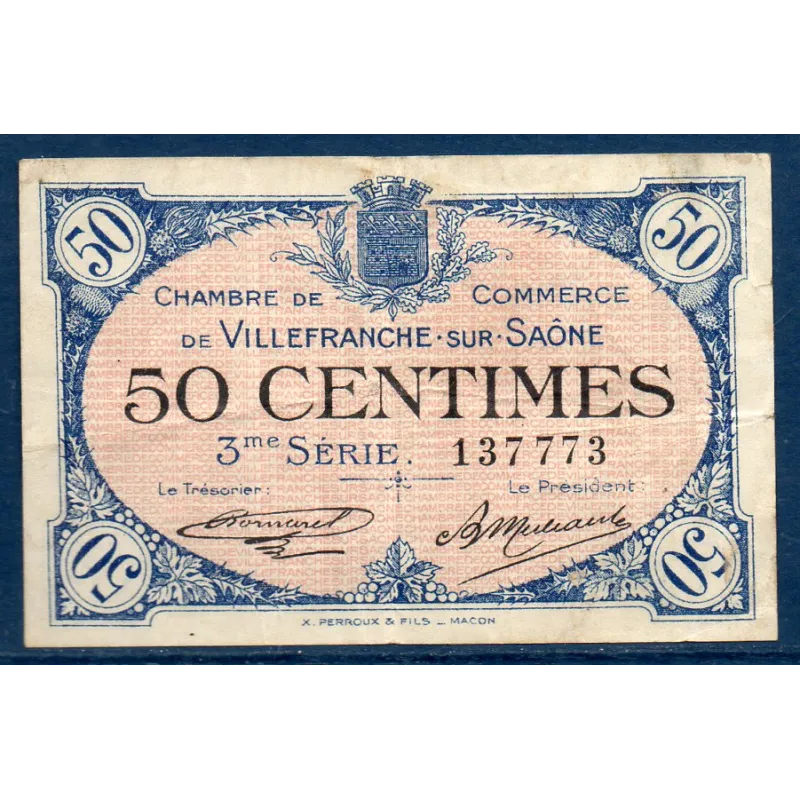 50 50
CHAMBRE DE COMMERCE
DE VILLEFRANCHE·SUR·SAÔNE
50 CENTIMES
3me SÉRIE. 137773
Le Trésorier: Le Président:
50 50
X. PERROUX & FILS _ MACON